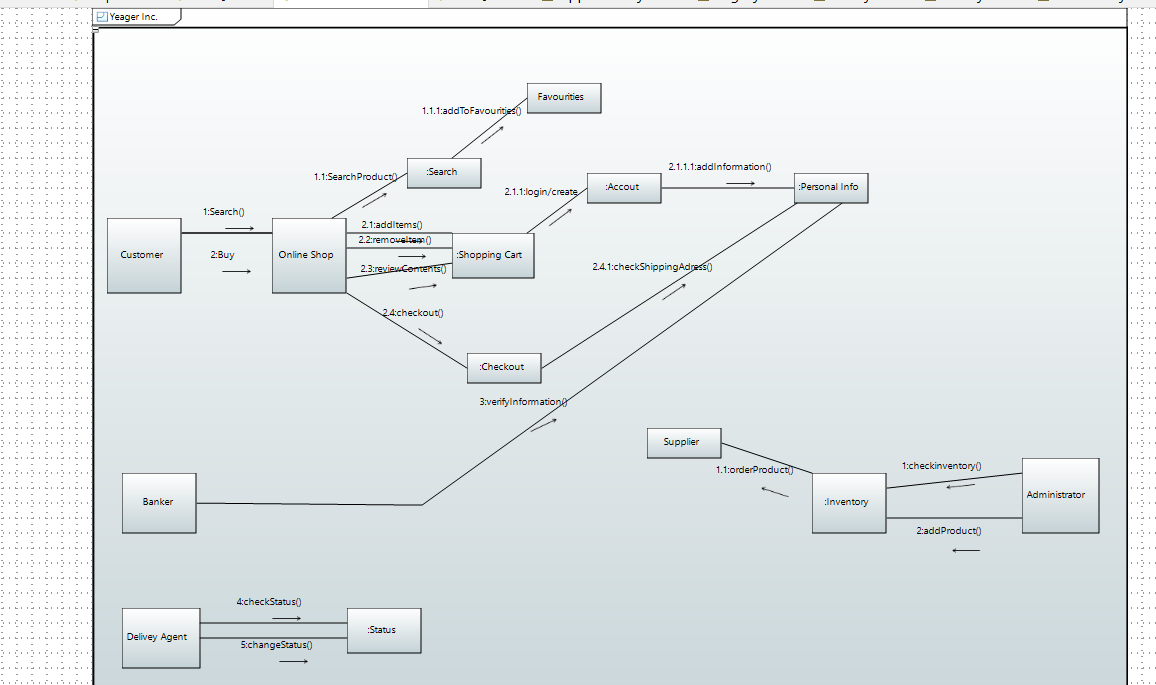 Yeager Inc.
Favourities
1.1.1:addToFavourities()
:Search
1.1:SearchProduct()
2.1.1.1:addInformation()
2.1.1:login/create
:Accout
:Personal Info
1:Search()
2.1:addItems()
2.2:removeItem()
Customer
2:Buy
Online Shop
:Shopping Cart
2.3:reviewContents()
2.4.1:checkShippingAdress()
2.4:checkout()
:Checkout
3:verifyInformation()
Supplier
1.1:orderProduct()
1:checkinventory()
Banker
:Inventory
Administrator
2:addProduct()
4:checkStatus()
Delivey Agent
:Status
5:changeStatus()